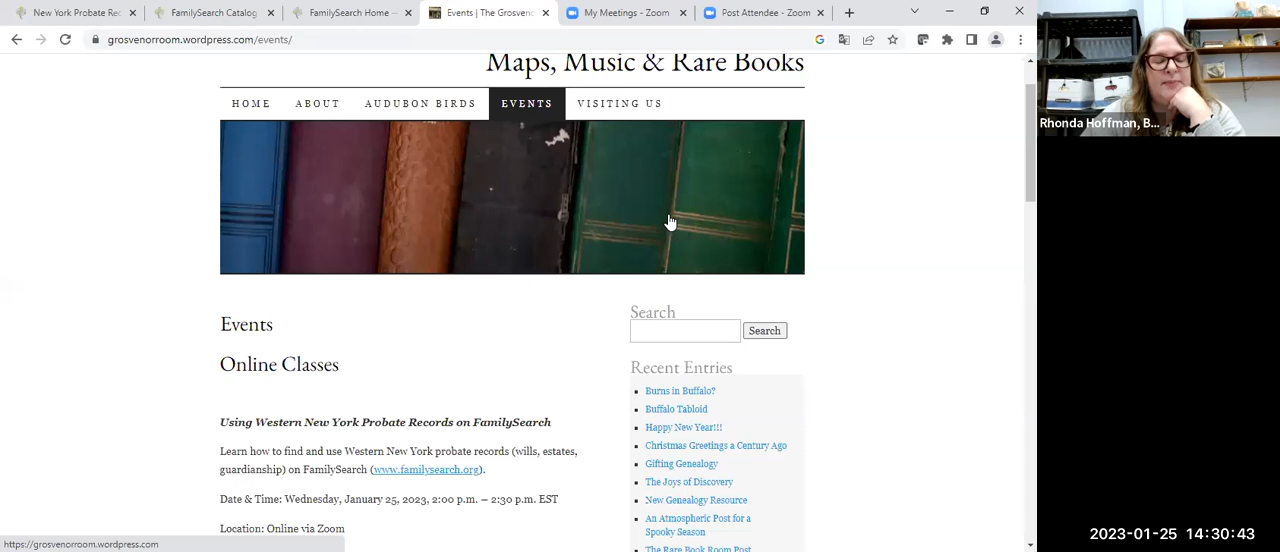 New York Probate Rec
FamilySearch Catalog
FamilySearch Home —
Events | The Grosveno
My Meetings - Zoom
Post Attendee - Zoom
grosvenorroom.wordpress.com/events/
Maps, Music & Rare Books
HOME ABOUT AUDUBON BIRDS EVENTS VISITING US
Rhonda Hoffman, B...
Events
Online Classes
Using Western New York Probate Records on FamilySearch
Learn how to find and use Western New York probate records (wills, estates,
guardianship) on FamilySearch (www.familysearch.org).
Date & Time: Wednesday, January 25, 2023, 2:00 p.m. – 2:30 p.m. EST
Location: Online via Zoom
Search
Search
Recent Entries
Burns in Buffalo?
Buffalo Tabloid
Happy New Year!!!
Christmas Greetings a Century Ago
Gifting Genealogy
The Joys of Discovery
New Genealogy Resource
An Atmospheric Post for a
Spooky Season
The Rare Book Room Post
https://grosvenorroom.wordpress.com
2023-01-25 14:30:43